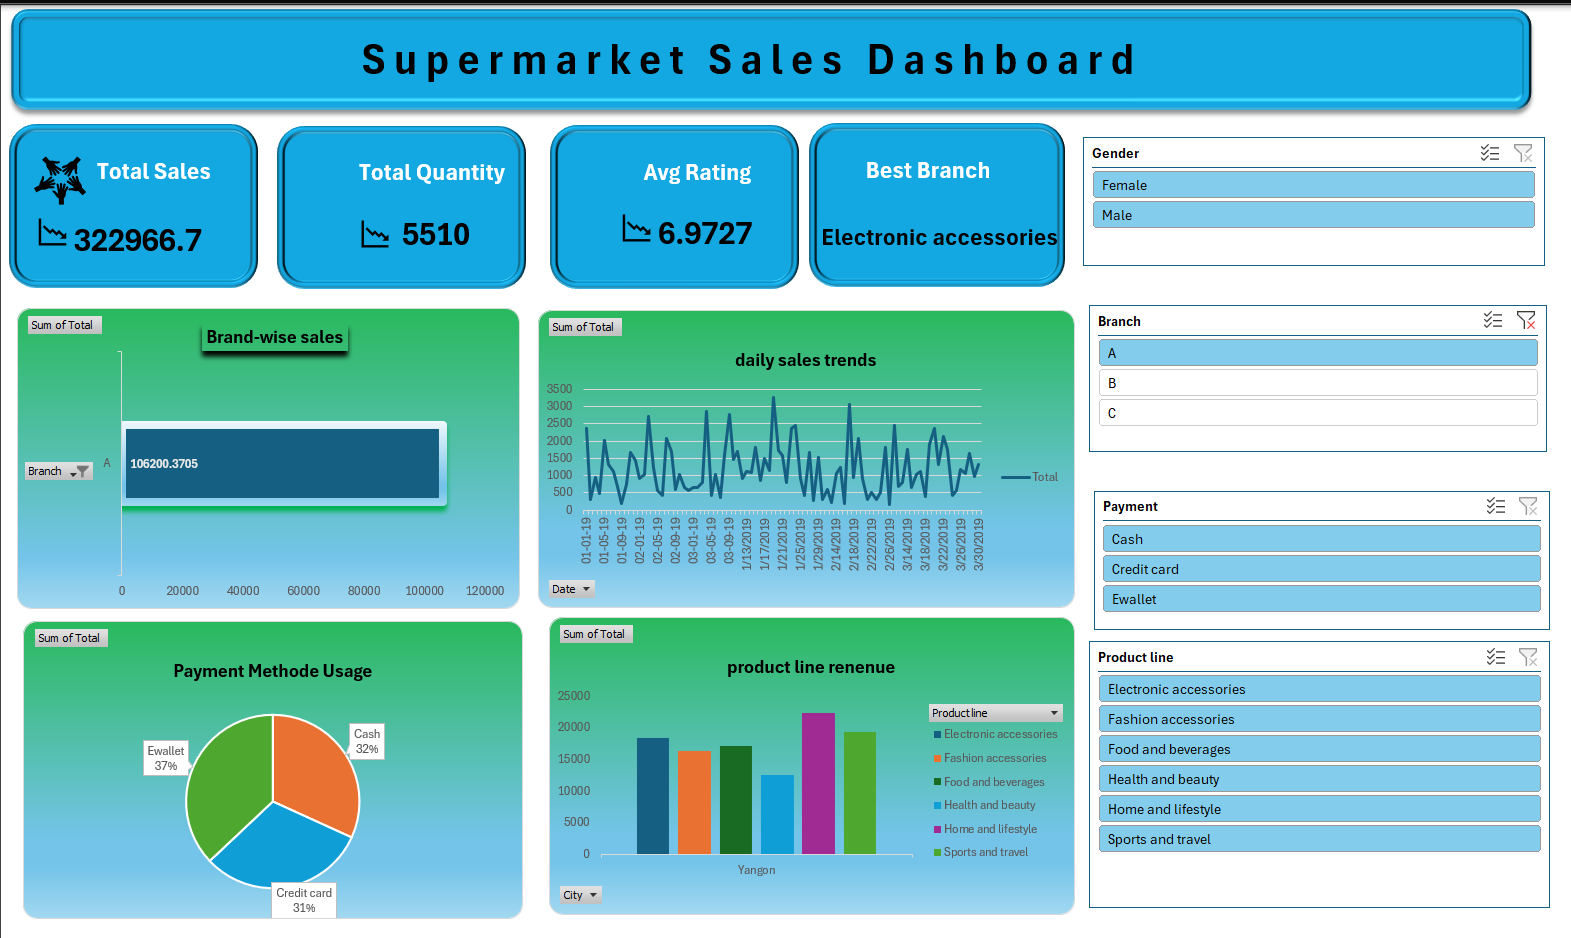 Supermarket Sales Dashboard
Total Sales
322966.7
Total Quantity
5510
Avg Rating
6.9727
Best Branch
Electronic accessories
Gender
Female
Male
Sum of Total
Brand-wise sales
Branch
A
106200.3705
0 20000 40000 60000 80000 100000 120000
Sum of Total
daily sales trends
3500
3000
2500
2000
1500
1000
500
0
Total
01-01-19
01-05-19
01-09-19
02-01-19
02-05-19
02-09-19
03-01-19
03-05-19
03-09-19
1/13/2019
1/17/2019
1/21/2019
1/25/2019
1/29/2019
2/14/2019
2/18/2019
2/22/2019
2/26/2019
3/14/2019
3/18/2019
3/22/2019
3/26/2019
3/30/2019
Date
Branch
A
B
C
Payment
Cash
Credit card
Ewallet
Sum of Total
Payment Methode Usage
Cash
32%
Ewallet
37%
Credit card
31%
Sum of Total
product line renenue
25000
20000
15000
10000
5000
0
Yangon
City
Product line
Electronic accessories
Fashion accessories
Food and beverages
Health and beauty
Home and lifestyle
Sports and travel
Product line
Electronic accessories
Fashion accessories
Food and beverages
Health and beauty
Home and lifestyle
Sports and travel